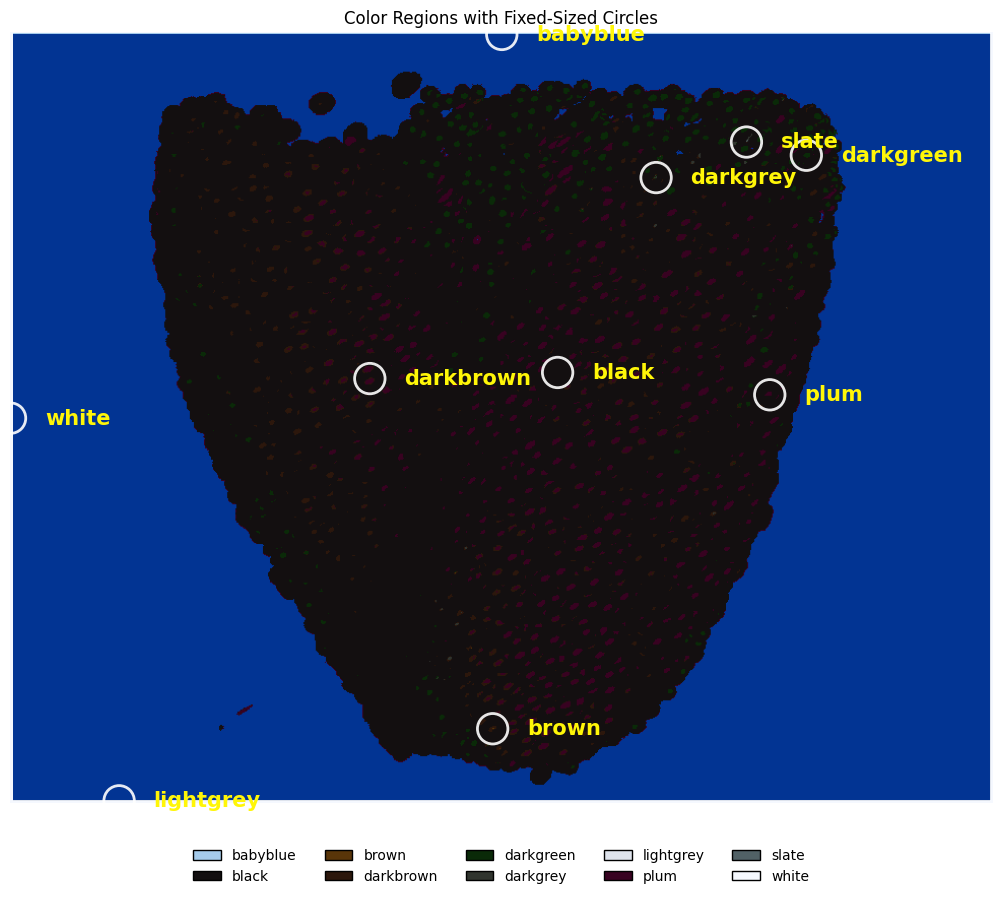 Color Regions with Fixed-Sized Circles
babyblue
slate
darkgreen
darkgrey
black
darkbrown
plum
white
brown
lightgrey
babyblue brown darkgreen lightgrey slate
black darkbrown darkgrey plum white